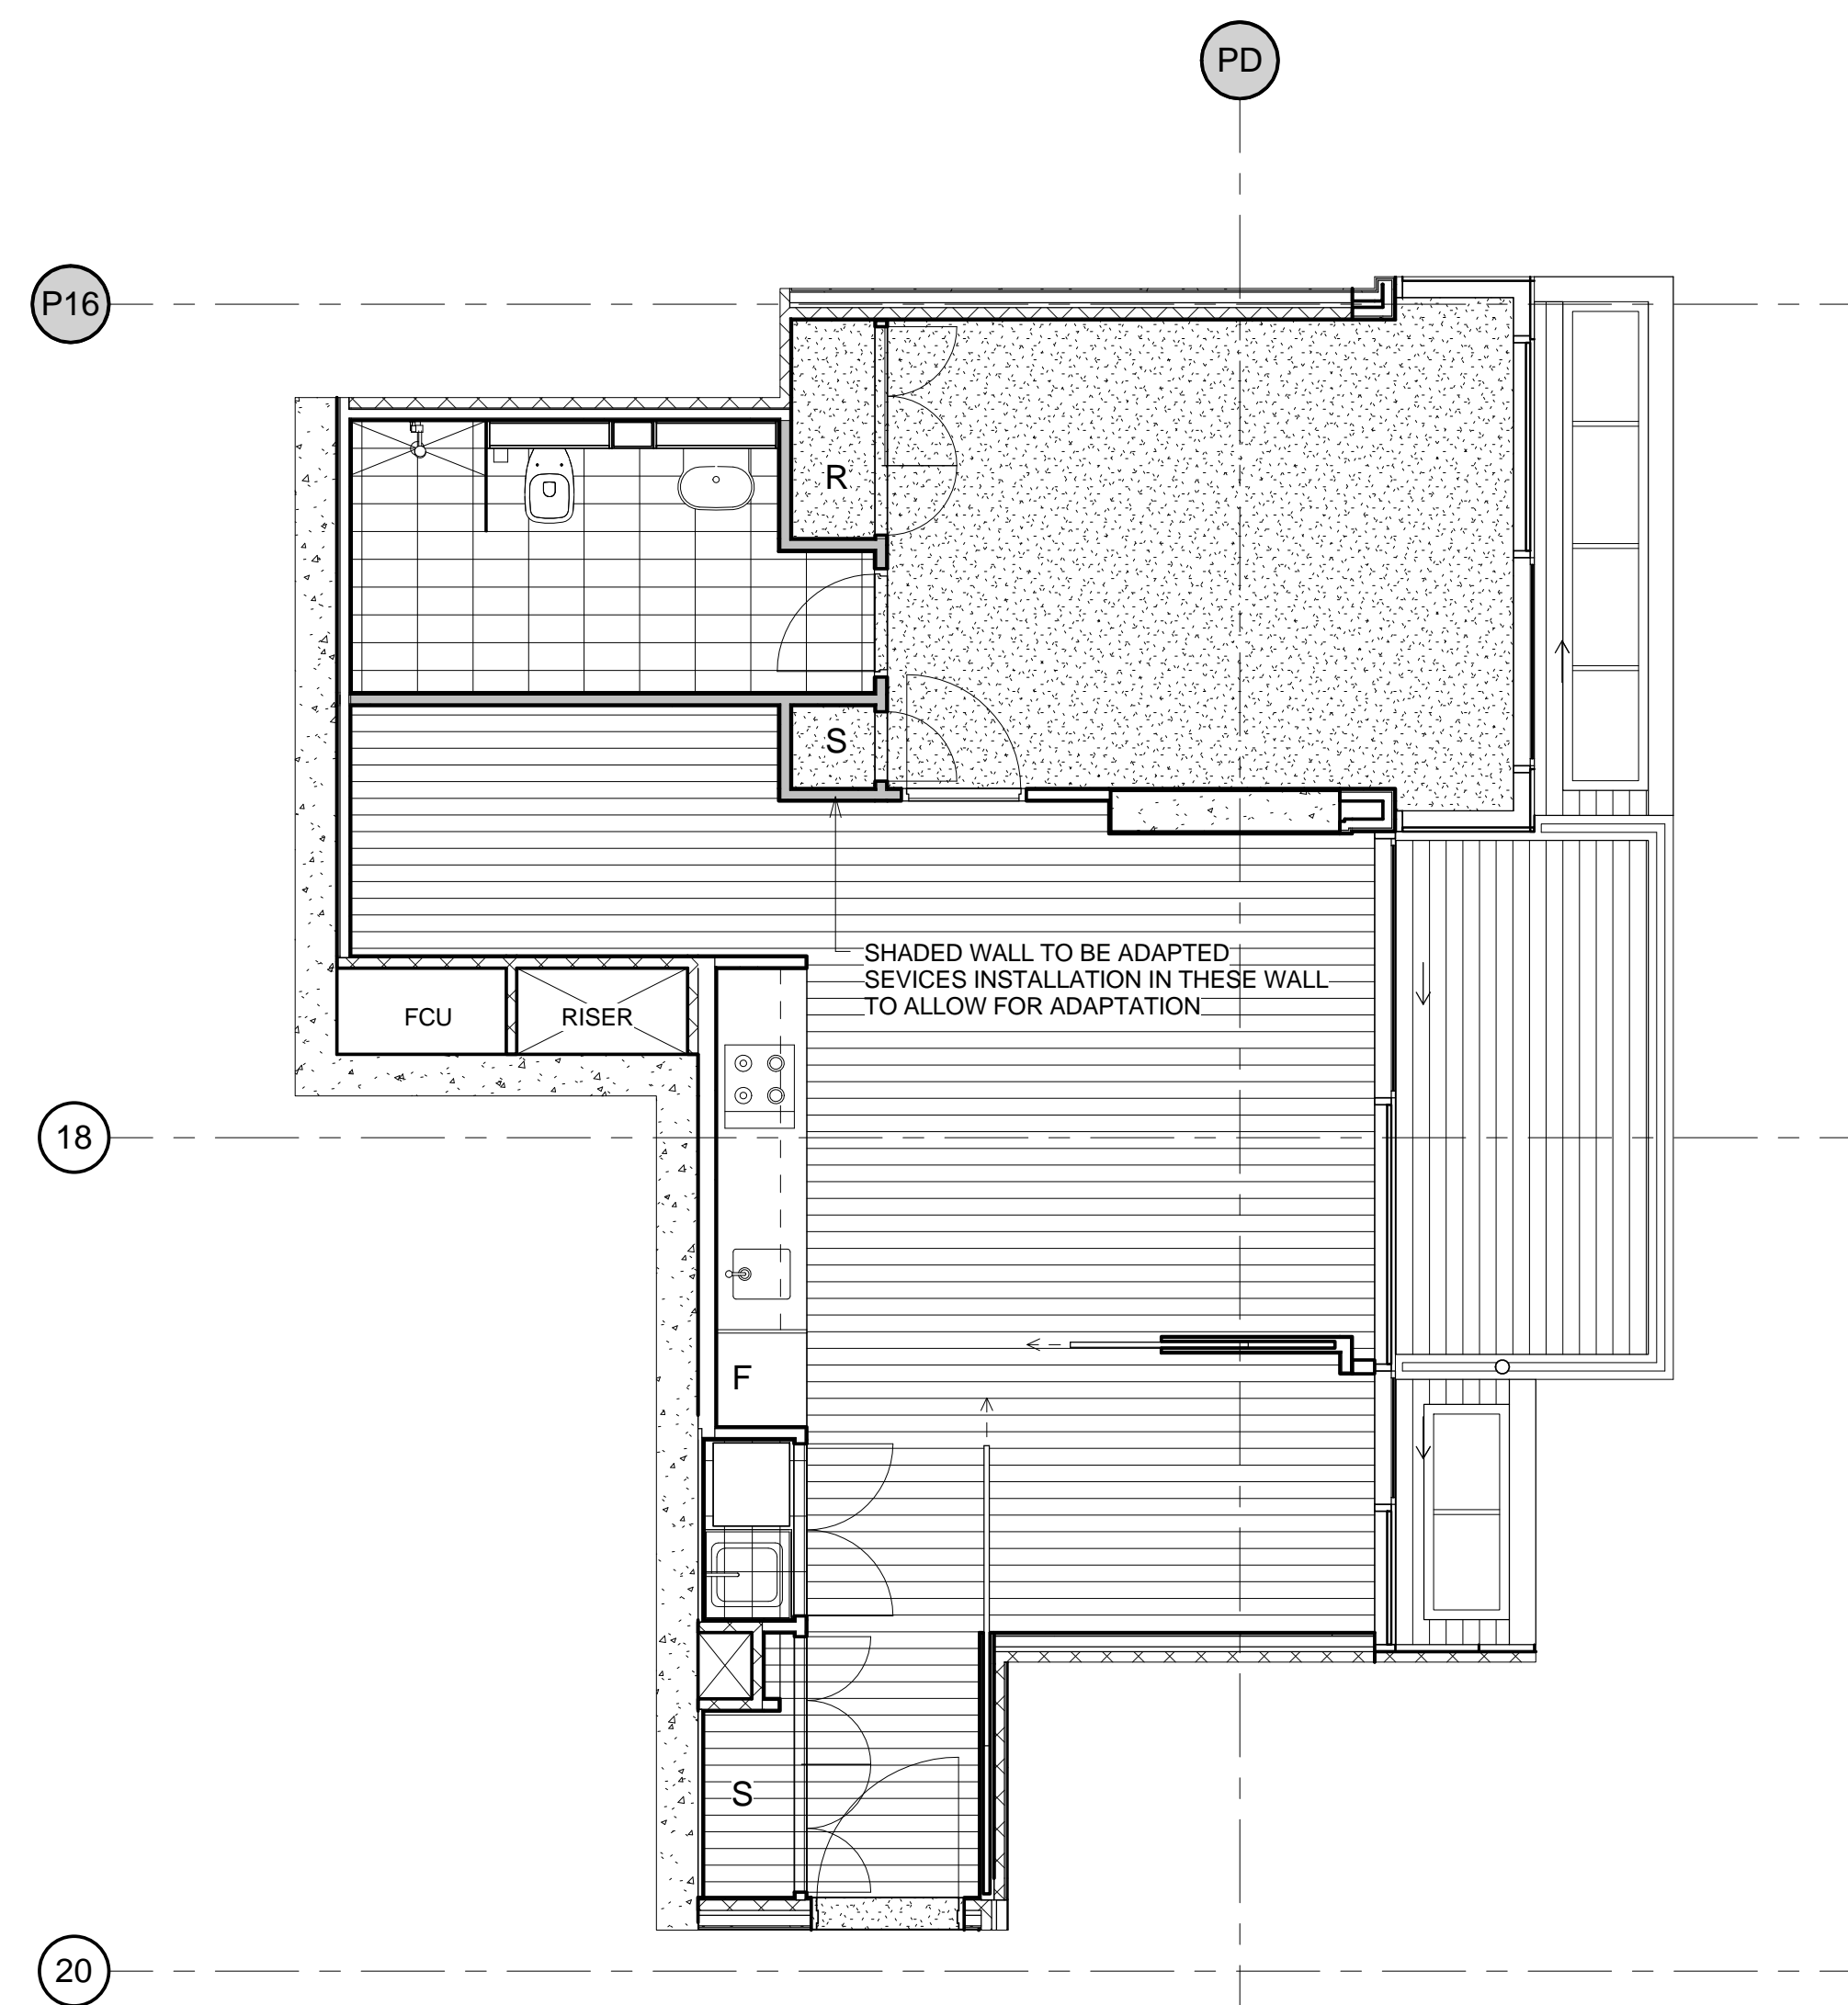 PD
P16
R
S
SHADED WALL TO BE ADAPTED
SEVICES INSTALLATION IN THESE WALL
TO ALLOW FOR ADAPTATION
FCU
RISER
18
F
S
20